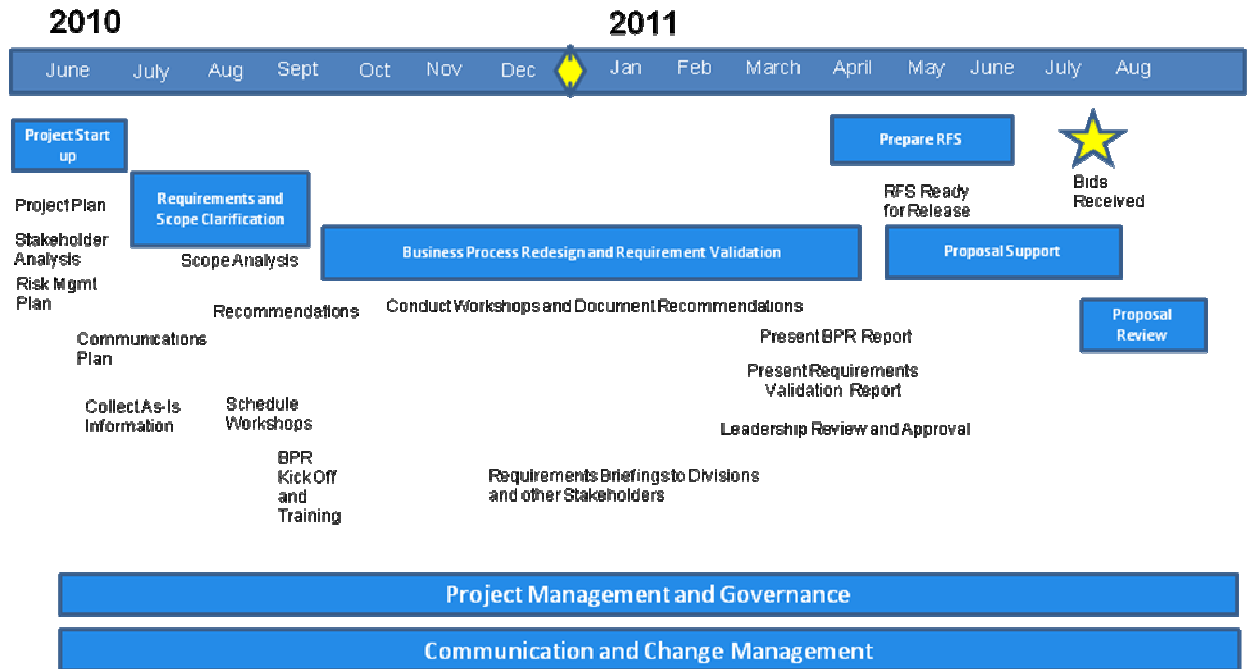 2010 2011
June July Aug Sept Oct Nov Dec Jan Feb March April May June July Aug
Project Start
up
Prepare RFS
Requirements and
Scope Clarification
Project Plan
RFS Ready
for Release
Bids
Received
Stakeholder
Analysis
Scope Analysis
Business Process Redesign and Requirement Validation
Proposal Support
Risk Mgmt
Plan
Recommendations
Conduct Workshops and Document Recommendations
Proposal
Review
Communications
Plan
Present BPR Report
Present Requirements
Validation Report
Collect As-Is
Information
Schedule
Workshops
Leadership Review and Approval
BPR
Kick Off
and
Training
Requirements Briefings to Divisions
and other Stakeholders
Project Management and Governance
Communication and Change Management